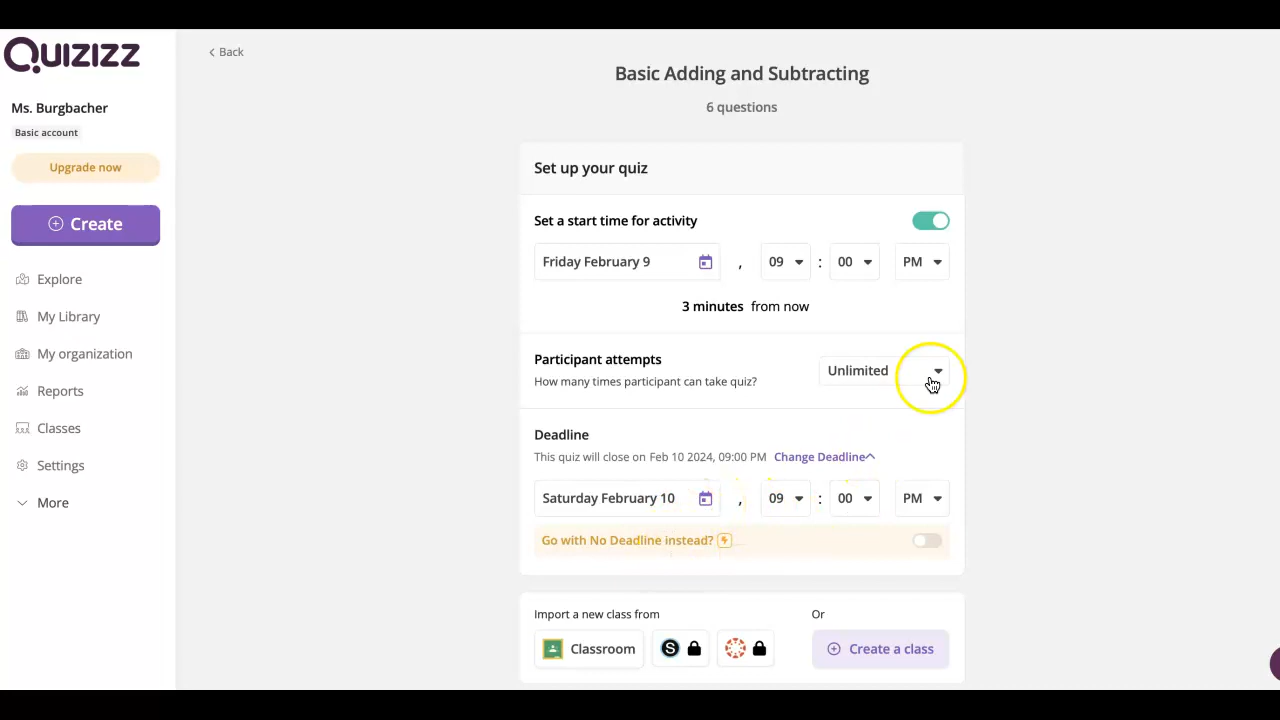 QUIZIZZ
Back
Basic Adding and Subtracting
6 questions
Ms. Burgbacher
Basic account
Upgrade now
Create
Explore
My Library
My organization
Reports
Classes
Settings
More
Set up your quiz
Set a start time for activity
Friday February 9 , 09 : 00 PM
3 minutes from now
Participant attempts
How many times participant can take quiz?
Unlimited
Deadline
This quiz will close on Feb 10 2024, 09:00 PM Change Deadline
Saturday February 10 , 09 : 00 PM
Go with No Deadline instead?
Import a new class from
Or
Classroom
S
Create a class